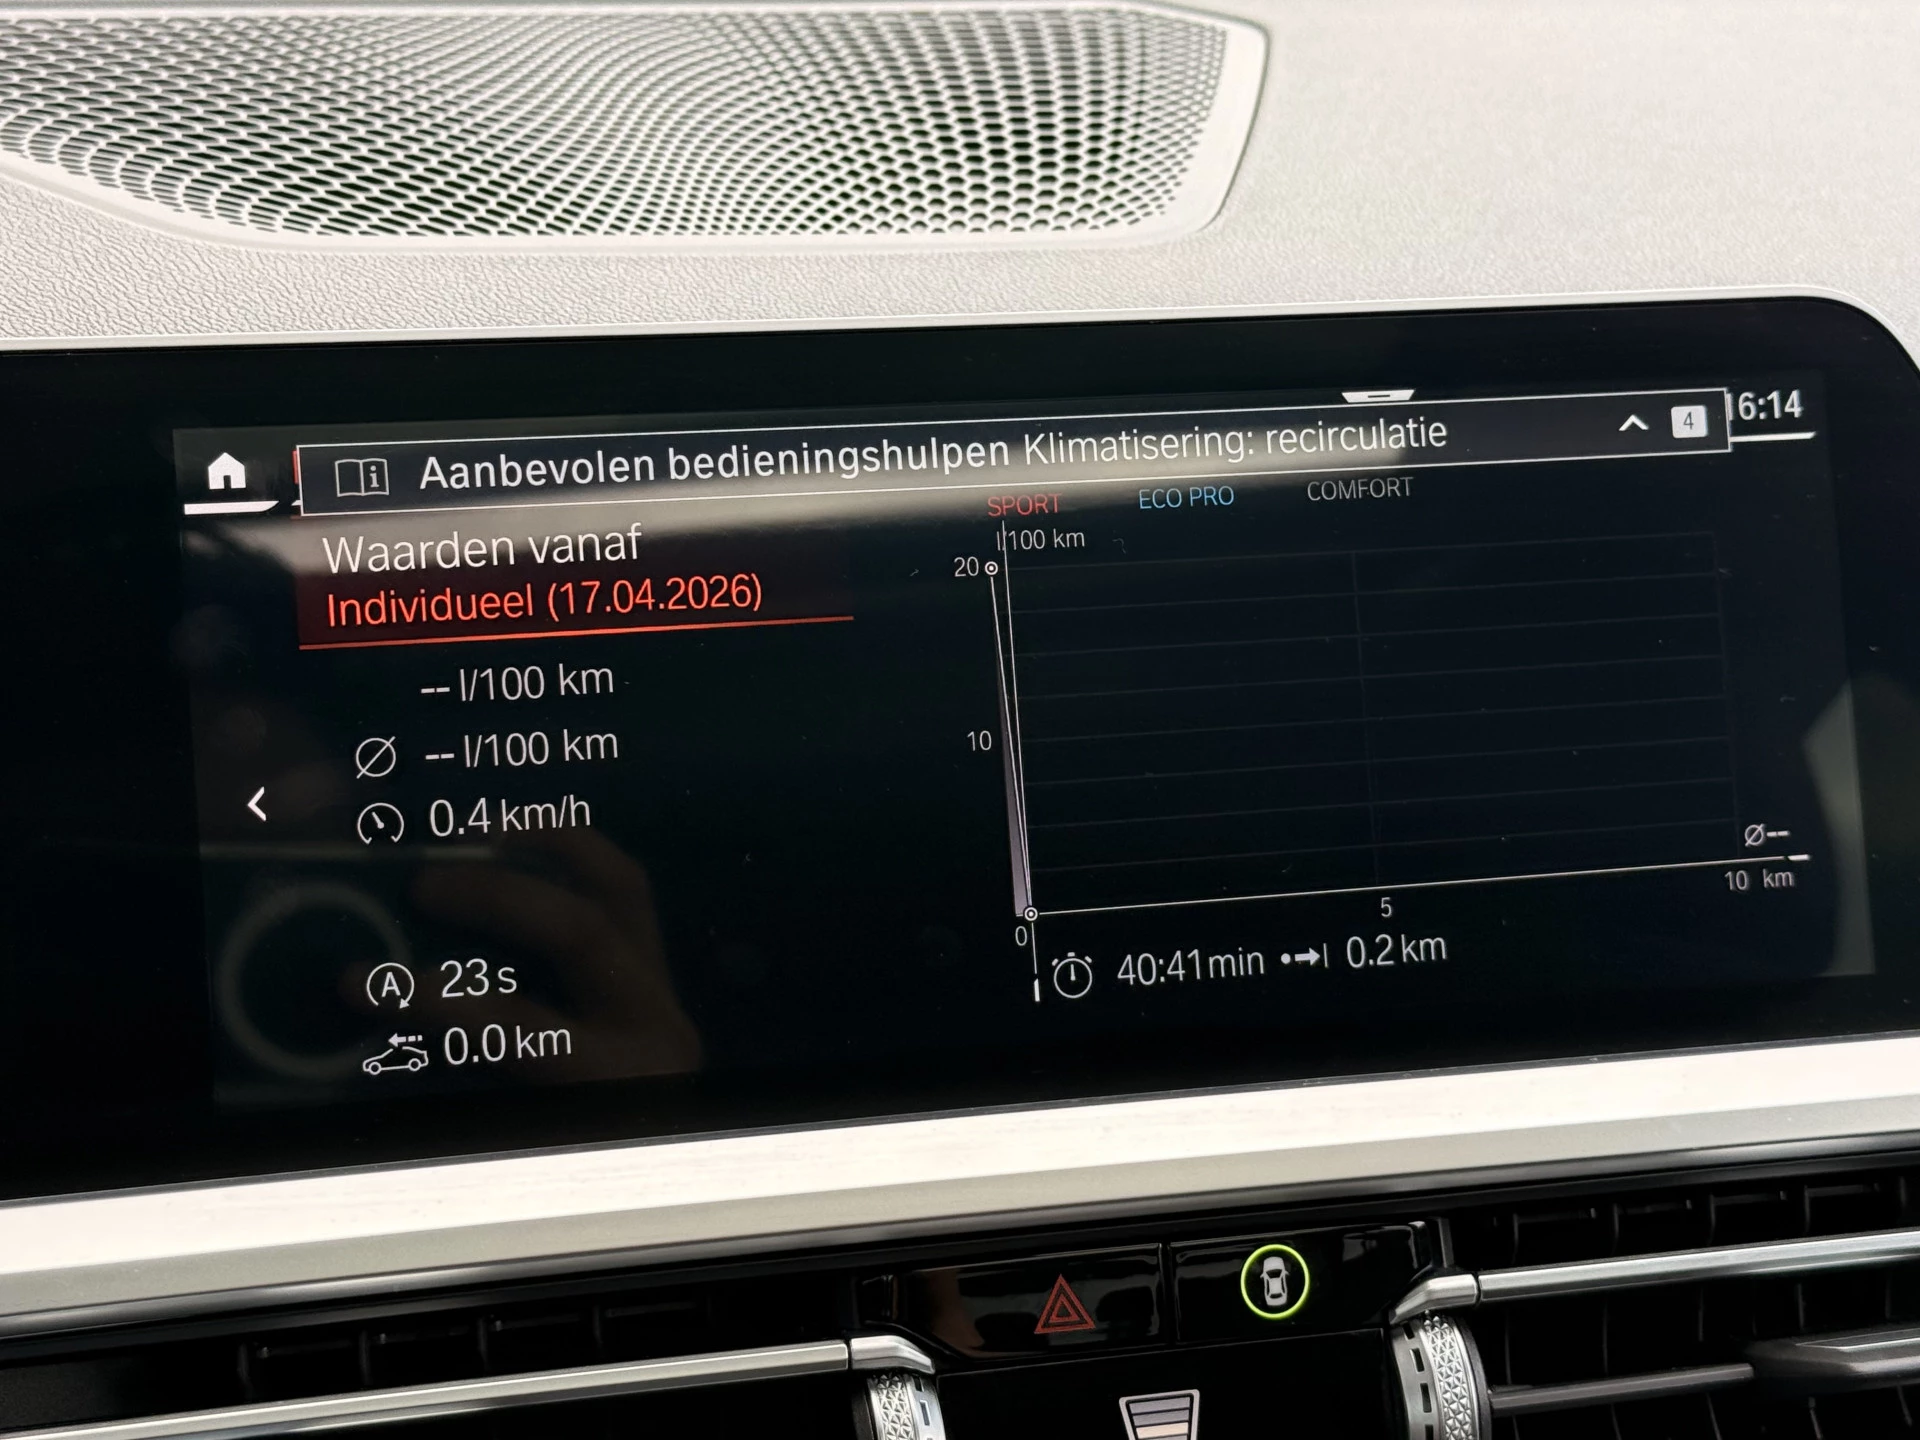 Aanbevolen bedieningshulpen Klimatisering: recirculatie
4
6:14
Waarden vanaf
Individueel (17.04.2026)
-- l/100 km
Ø -- l/100 km
0.4 km/h
A 23 s
0.0 km
SPORT ECO PRO COMFORT
l/100 km
20
10
0
5
10 km
Ø--
40:41 min 0.2 km